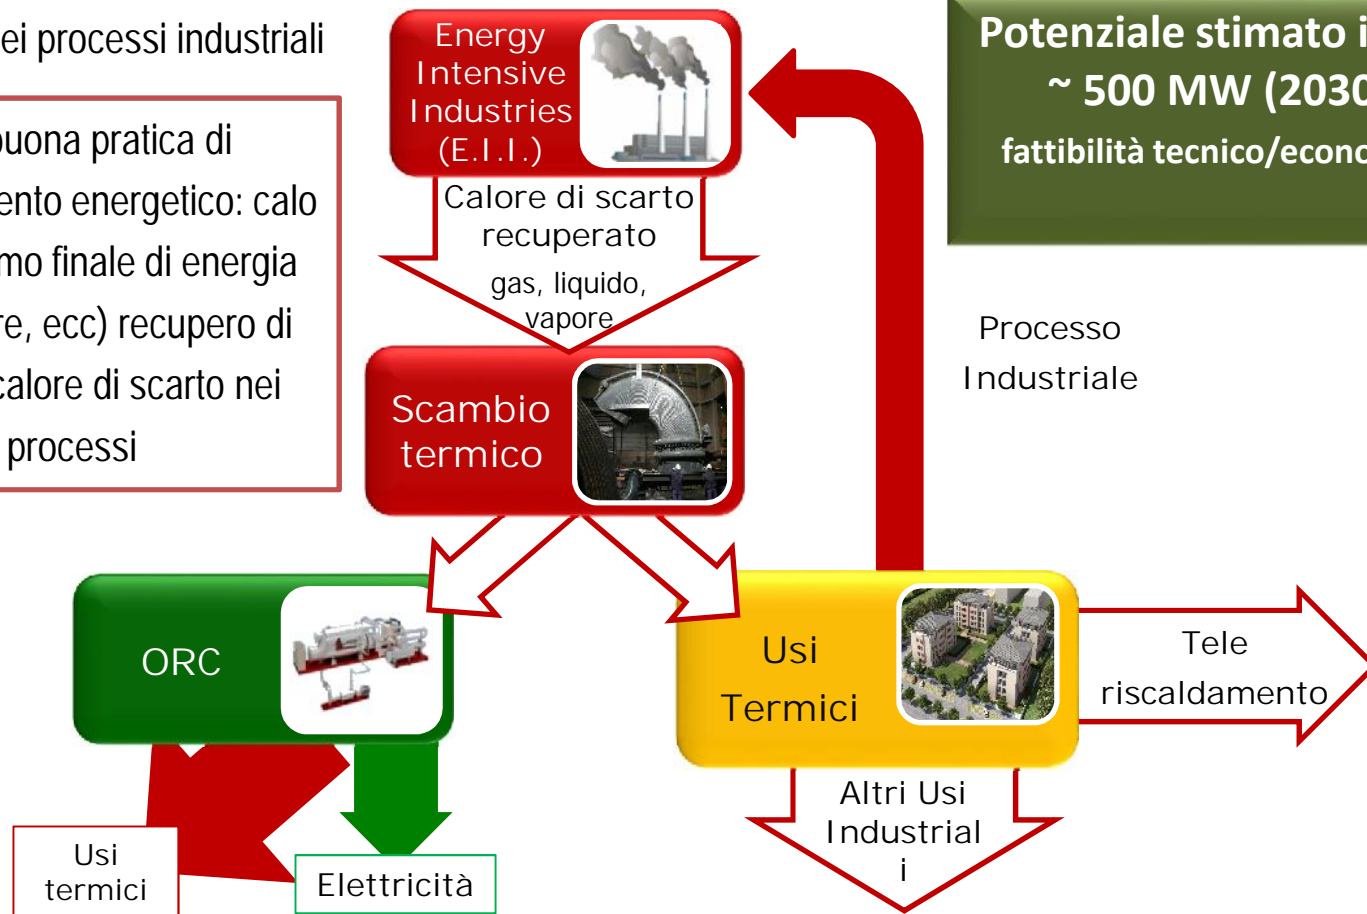 ei processi industriali
buona pratica di
ento energetico: calo
mo finale di energia
re, ecc) recupero di
calore di scarto nei
processi
Energy
Intensive
Industries
(E.I.I.)
Potenziale stimato i
~ 500 MW (2030
fattibilità tecnico/econo
Calore di scarto
recuperato
gas, liquido,
vapore
Processo
Industriale
Scambio
termico
ORC
Usi
Termici
Tele
riscaldamento
Usi
termici
Elettricità
Altri Usi
Industrial
i